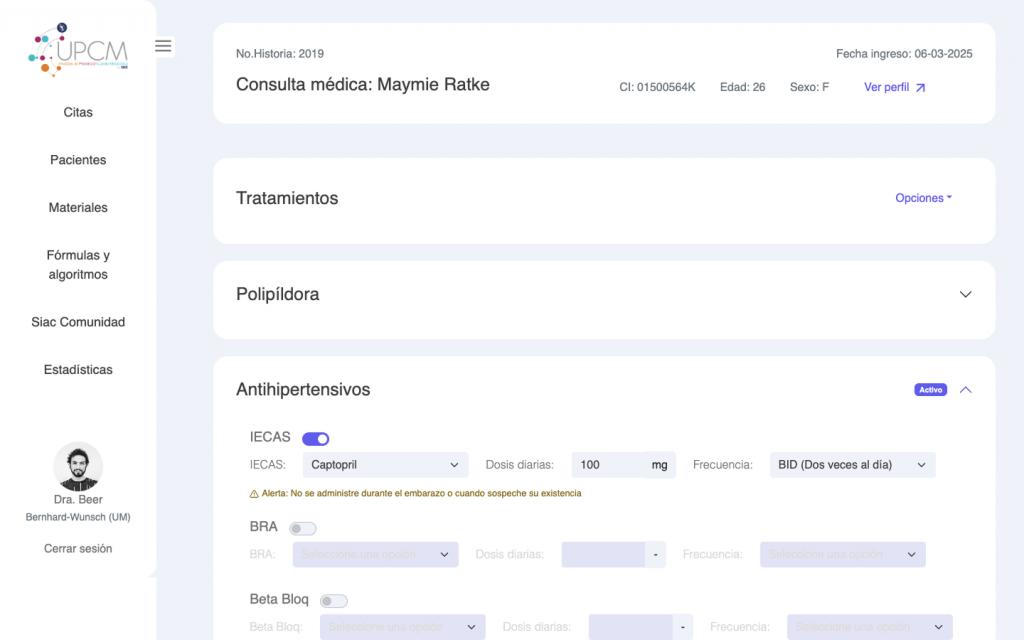 UPCM
Citas
Pacientes
Materiales
Fórmulas y
algoritmos
Siac Comunidad
Estadísticas
Dra. Beer
Bernhard-Wunsch (UM)
Cerrar sesión
No.Historia: 2019
Fecha ingreso: 06-03-2025
Consulta médica: Maymie Ratke
CI: 01500564K Edad: 26 Sexo: F Ver perfil
Tratamientos
Opciones
Polipíldora
Antihipertensivos
Activo
IECAS
IECAS: Captopril Dosis diarias: 100 mg Frecuencia: BID (Dos veces al día)
Alerta: No se administre durante el embarazo o cuando sospeche su existencia
BRA
BRA: Seleccione una opción Dosis diarias: - Frecuencia: Seleccione una opción
Beta Bloq
Beta Bloq: Seleccione una opción Dosis diarias: - Frecuencia: Seleccione una opción